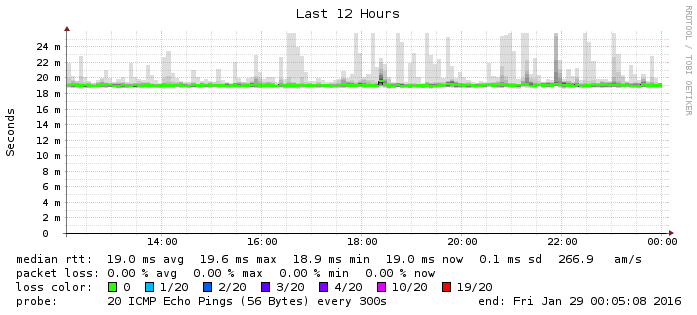 Last 12 Hours
RRDTOOL / TOBI OETIKER
Seconds
24 m
22 m
20 m
18 m
16 m
14 m
12 m
10 m
8 m
6 m
4 m
2 m
0
14:00 16:00 18:00 20:00 22:00 00:00
median rtt: 19.0 ms avg 19.6 ms max 18.9 ms min 19.0 ms now 0.1 ms sd 266.9 am/s
packet loss: 0.00 % avg 0.00 % max 0.00 % min 0.00 % now
loss color: 0 1/20 2/20 3/20 4/20 10/20 19/20
probe: 20 ICMP Echo Pings (56 Bytes) every 300s end: Fri Jan 29 00:05:08 2016